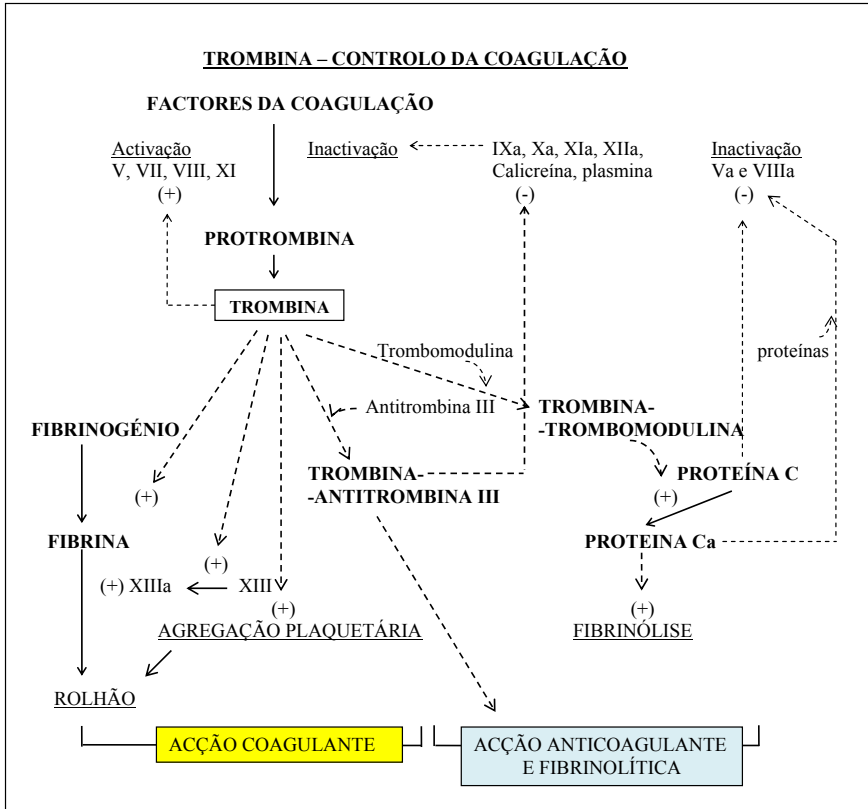 TROMBINA – CONTROLO DA COAGULAÇÃO
FACTORES DA COAGULAÇÃO
Activação
V, VII, VIII, XI
(+)
Inactivação
IXa, Xa, XIa, XIIa,
Calicreína, plasmina
(-)
Inactivação
Va e VIIIa
(-)
PROTROMBINA
TROMBINA
Trombomodulina
proteínas
Antitrombina III
TROMBINA-
-TROMBOMODULINA
FIBRINOGÉNIO
TROMBINA-
-ANTITROMBINA III
PROTEÍNA C
(+)
(+)
FIBRINA
PROTEINA Ca
(+)
(+) XIIIa
XIII
(+)
(+)
AGREGAÇÃO PLAQUETÁRIA
FIBRINÓLISE
ROLHÃO
ACÇÃO COAGULANTE
ACÇÃO ANTICOAGULANTE
E FIBRINOLÍTICA